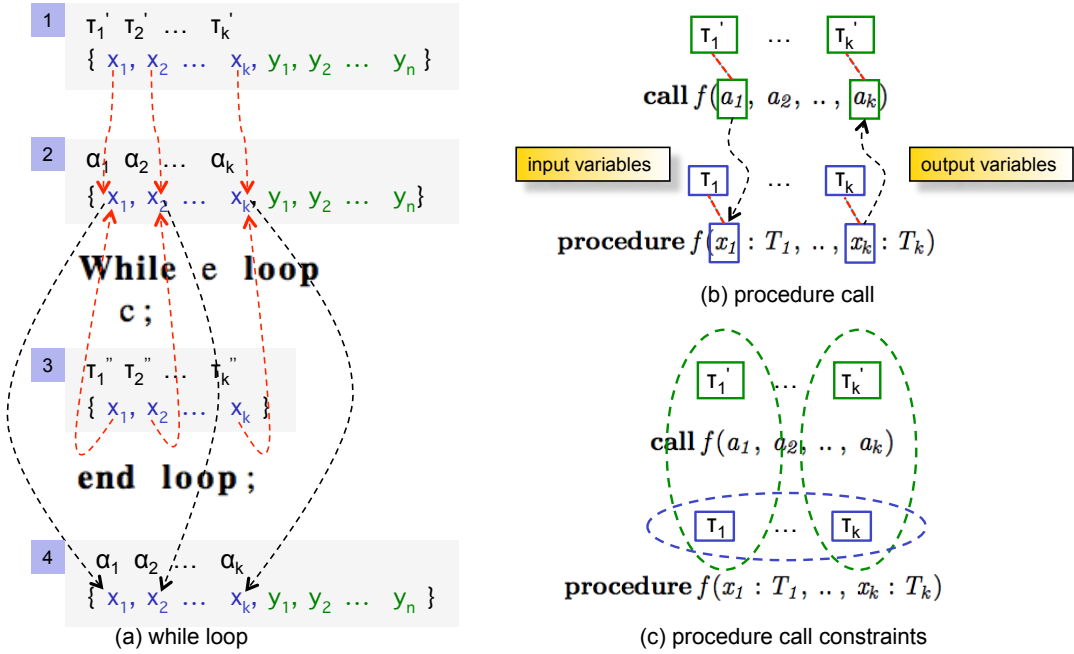 1
τ₁' τ₂' … τₖ'
{ x₁, x₂ … xₖ, y₁, y₂ … yₙ }
2
α₁ α₂ … αₖ
{ x₁, x₂, … xₖ, y₁, y₂ … yₙ}
While e loop
c ;
3
τ₁'' τ₂'' … τₖ''
{ x₁, x₂ … xₖ }
end loop ;
4
α₁ α₂ … αₖ
{ x₁, x₂ … xₖ, y₁, y₂ … yₙ }
(a) while loop
τ₁' … τₖ'
call f(a₁, a₂, .. , aₖ)
input variables
output variables
τ₁ … τₖ
procedure f(x₁ : T₁, .. , xₖ : Tₖ)
(b) procedure call
τ₁' … τₖ'
call f(a₁, a₂, .. , aₖ)
τ₁ … τₖ
procedure f(x₁ : T₁, .. , xₖ : Tₖ)
(c) procedure call constraints